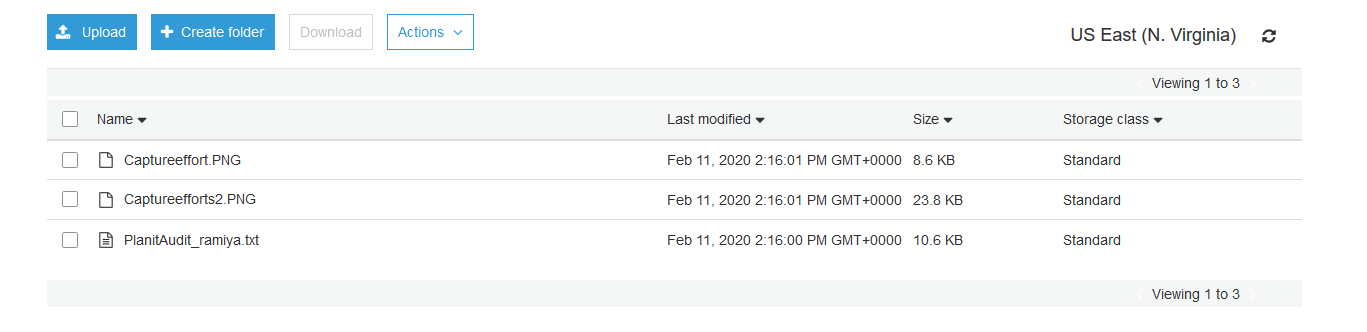 Upload + Create folder Download Actions US East (N. Virginia)
Viewing 1 to 3
Name Last modified Size Storage class
Captureeffort.PNG Feb 11, 2020 2:16:01 PM GMT+0000 8.6 KB Standard
Captureefforts2.PNG Feb 11, 2020 2:16:01 PM GMT+0000 23.8 KB Standard
PlanitAudit_ramiya.txt Feb 11, 2020 2:16:00 PM GMT+0000 10.6 KB Standard
Viewing 1 to 3